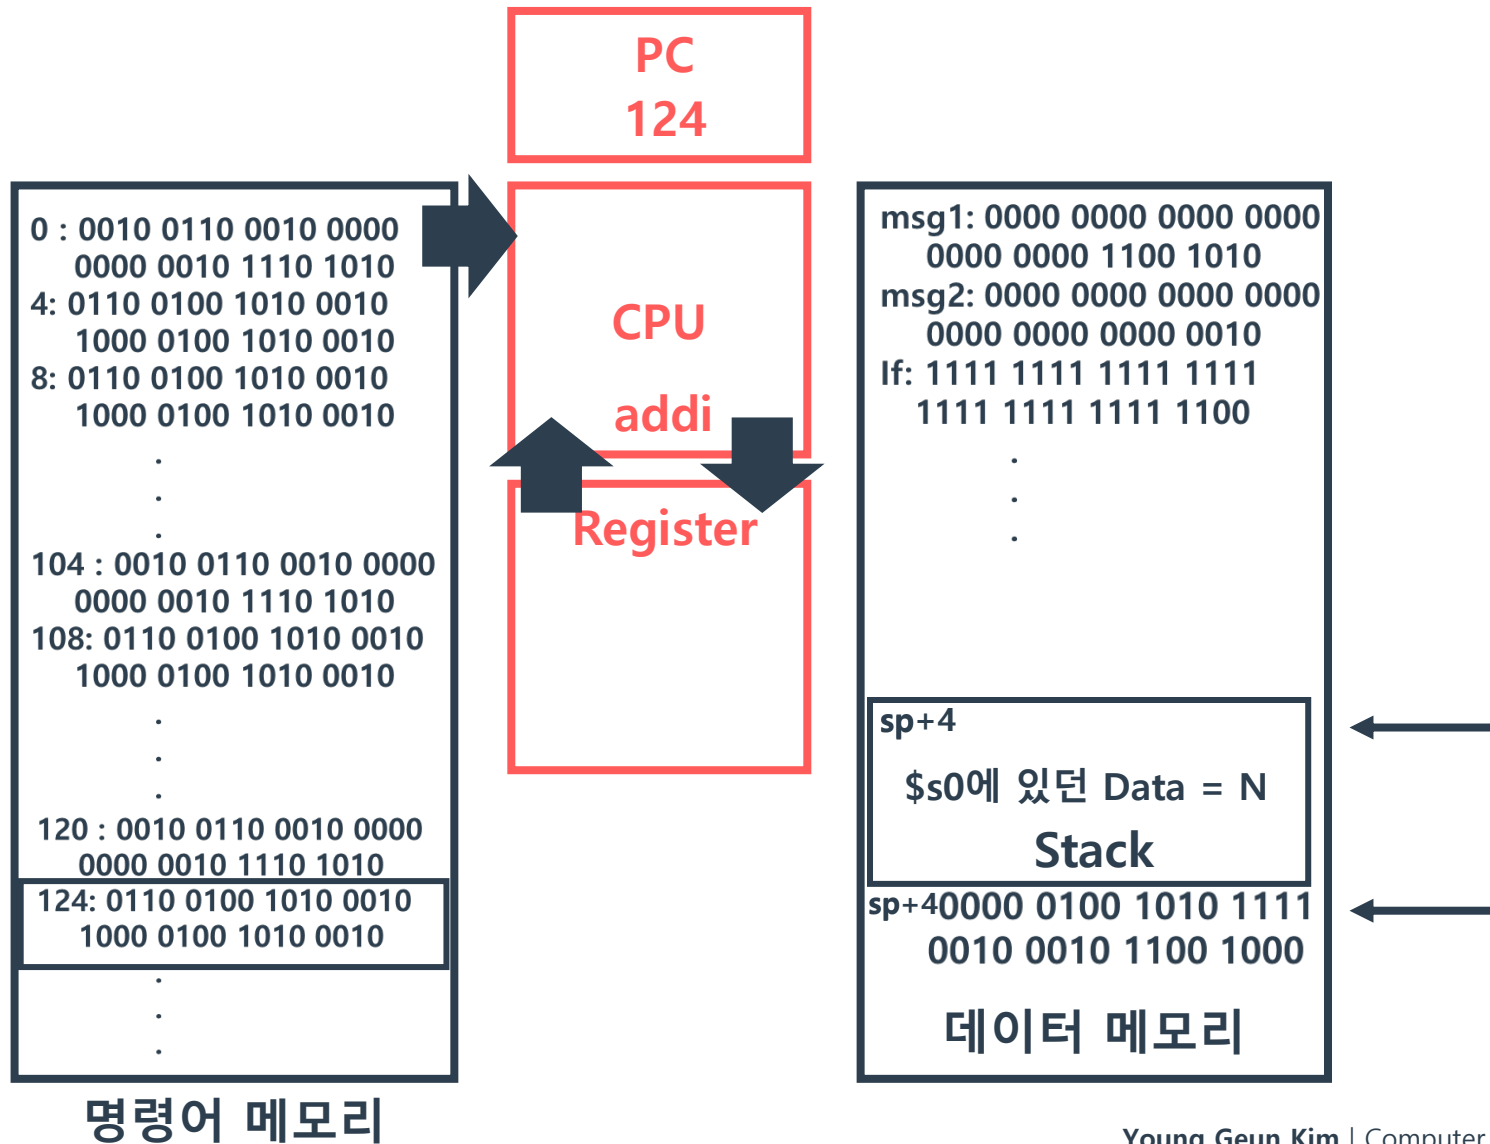 PC
124
0 : 0010 0110 0010 0000
0000 0010 1110 1010
4: 0110 0100 1010 0010
1000 0100 1010 0010
8: 0110 0100 1010 0010
1000 0100 1010 0010
.
.
.
104 : 0010 0110 0010 0000
0000 0010 1110 1010
108: 0110 0100 1010 0010
1000 0100 1010 0010
.
.
.
120 : 0010 0110 0010 0000
0000 0010 1110 1010
124: 0110 0100 1010 0010
1000 0100 1010 0010
.
.
.
명령어 메모리
CPU
addi
Register
msg1: 0000 0000 0000 0000
0000 0000 1100 1010
msg2: 0000 0000 0000 0000
0000 0000 0000 0010
lf: 1111 1111 1111 1111
1111 1111 1111 1100
.
.
.
sp+4
$s0에 있던 Data = N
Stack
sp+40000 0100 1010 1111
0010 0010 1100 1000
데이터 메모리
Young Geun Kim | Computer